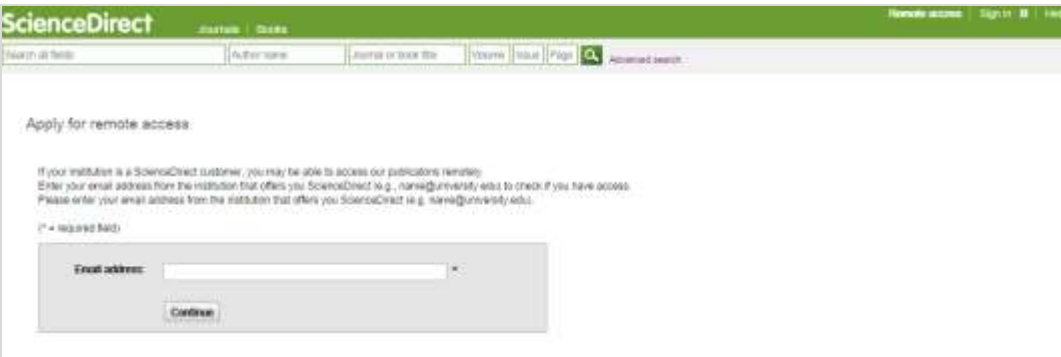 ScienceDirect
Journals | Books
Remote access | Sign in
Search all fields
Author name
Journal or book title
Volume
Issue
Page
Advanced search
Apply for remote access
If your institution is a ScienceDirect customer, you may be able to access our publications remotely.
Enter your email address from the institution that offers you ScienceDirect (e.g., name@university.edu) to check if you have access.
Please enter your email address from the institution that offers you ScienceDirect (e.g. name@university.edu).
(* = required field)
Email address: *
Continue